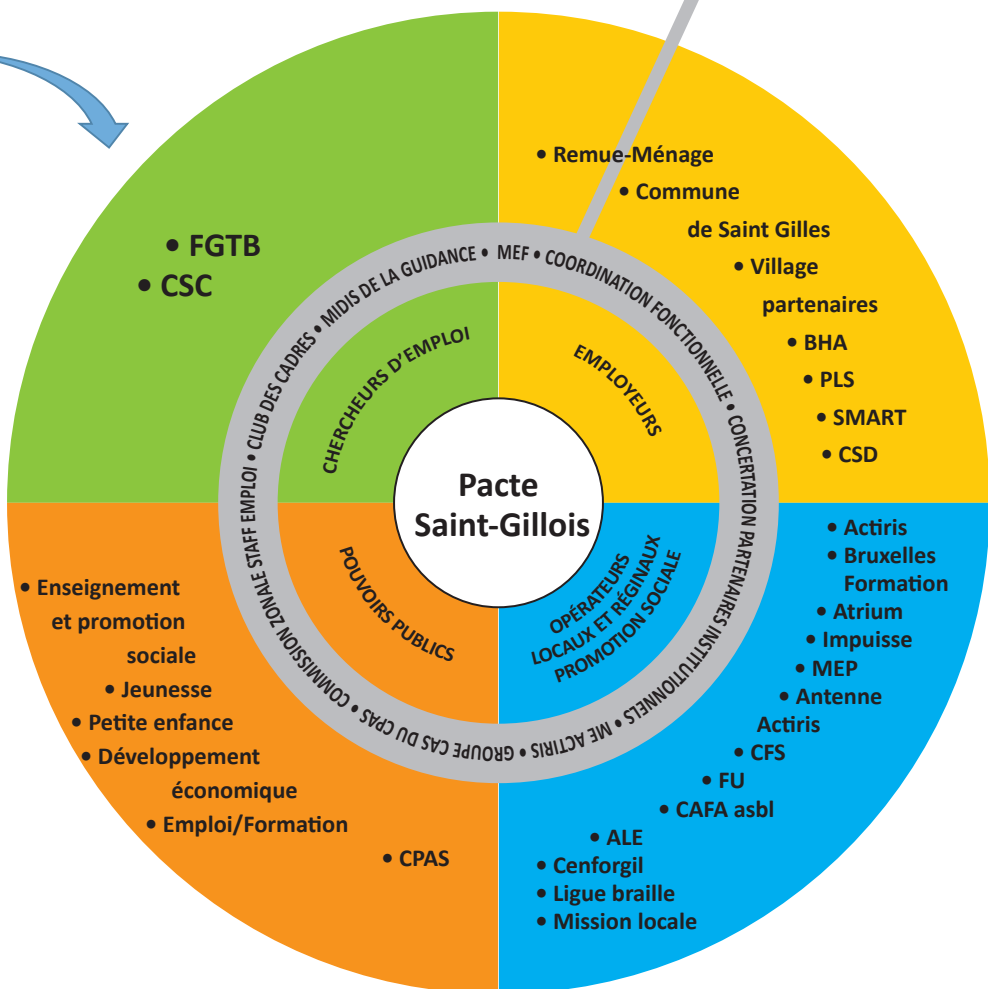 Pacte
Saint-Gillois
CHERCHEURS D'EMPLOI
EMPLOYEURS
OPÉRATEURS
LOCAUX ET RÉGINAUX
PROMOTION SOCIALE
POUVOIRS PUBLICS
MIDIS DE LA GUIDANCE • MEF • COORDINATION FONCTIONNELLE • CONCERTATION PARTENAIRES INSTITUTIONNELS • ME ACTIRIS • GROUPE CAS DU CPAS • COMMISSION ZONALE STAFF EMPLOI • CLUB DES CADRES •
• FGTB
• CSC
• Remue-Ménage
• Commune
de Saint Gilles
• Village
partenaires
• BHA
• PLS
• SMART
• CSD
• Actiris
• Bruxelles
Formation
• Atrium
• Impuisse
• MEP
• Antenne
Actiris
• CFS
• FU
• CAFA asbl
• ALE
• Cenforgil
• Ligue braille
• Mission locale
• Enseignement
et promotion
sociale
• Jeunesse
• Petite enfance
• Développement
économique
• Emploi/Formation
• CPAS